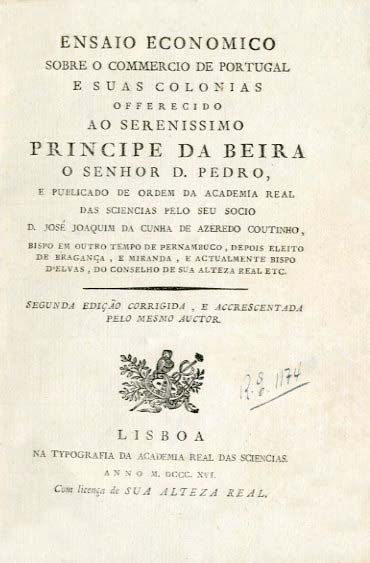 ENSAIO ECONOMICO
SOBRE O COMMERCIO DE PORTUGAL
E SUAS COLONIAS
OFFERECIDO
AO SERENISSIMO
PRINCIPE DA BEIRA
O SENHOR D. PEDRO,
E PUBLICADO DE ORDEM DA ACADEMIA REAL
DAS SCIENCIAS PELO SEU SOCIO
D. JOSÉ JOAQUIM DA CUNHA DE AZEREDO COUTINHO,
BISPO EM OUTRO TEMPO DE PERNAMBUCO, DEPOIS ELEITO
DE BRAGANÇA, E MIRANDA, E ACTUALMENTE BISPO
D'ELVAS, DO CONSELHO DE SUA ALTEZA REAL ETC.
SEGUNDA EDIÇÃO CORRIGIDA, E ACCRESCENTADA
PELO MESMO AUCTOR.
LISBOA
NA TYPOGRAFIA DA ACADEMIA REAL DAS SCIENCIAS.
ANNO M. DCCC. XVI.
Com licença de SUA ALTEZA REAL.